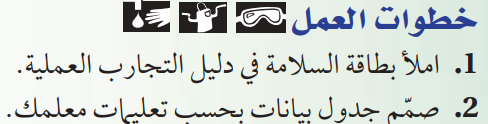 خطوات العمل
1. املأ بطاقة السلامة في دليل التجارب العملية.
2. صمّم جدول بيانات بحسب تعليمات معلمك.